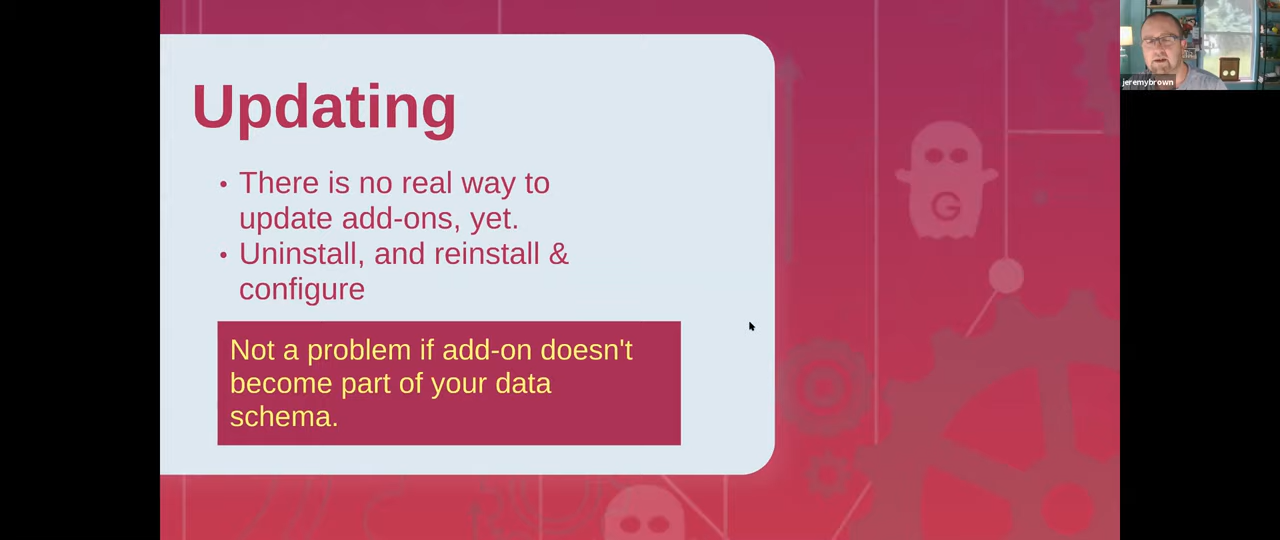 Updating
• There is no real way to
update add-ons, yet.
• Uninstall, and reinstall &
configure
Not a problem if add-on doesn't
become part of your data
schema.
G
jeremybrown